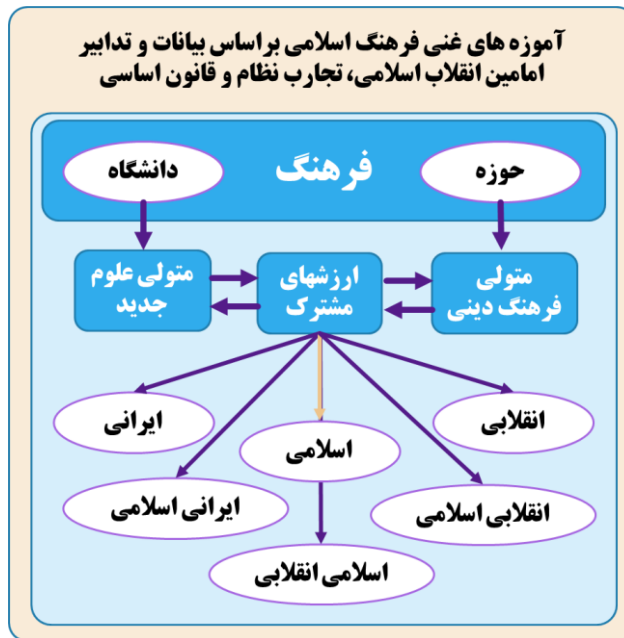 آموزه های غنی فرهنگ اسلامی براساس بیانات و تدابیر
امامین انقلاب اسلامی، تجارب نظام و قانون اساسی
فرهنگ
حوزه
دانشگاه
متولی
فرهنگ دینی
ارزشهای
مشترک
متولی علوم
جدید
انقلابی
اسلامی
ایرانی
انقلابی اسلامی
ایرانی اسلامی
اسلامی انقلابی